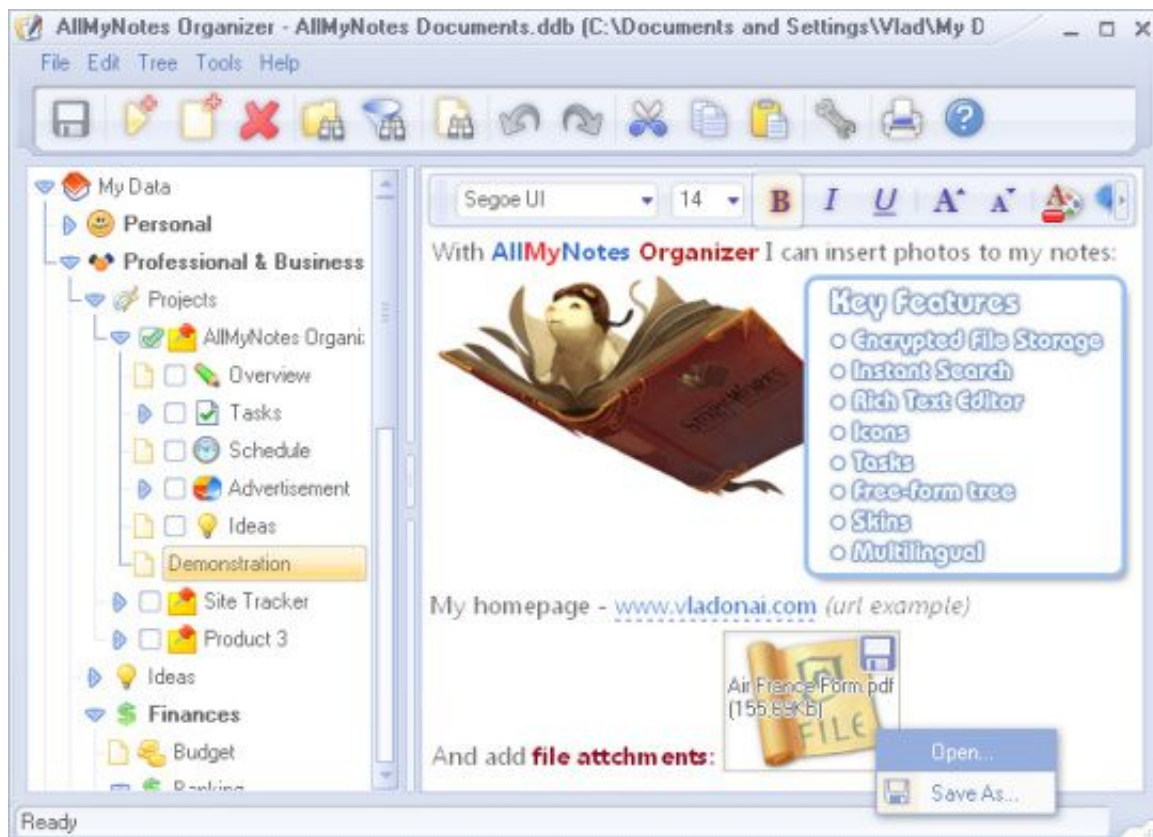 AllMyNotes Organizer - AllMyNotes Documents.ddb (C:\Documents and Settings\Vlad\My D
File Edit Tree Tools Help
My Data
Personal
Professional & Business
Projects
AllMyNotes Organi
Overview
Tasks
Schedule
Advertisement
Ideas
Demonstration
Site Tracker
Product 3
Ideas
Finances
Budget
Banking
Segoe UI 14 B I U A A
With AllMyNotes Organizer I can insert photos to my notes:
STORYWORKS
Key Features
Encrypted File Storage
Instant Search
Rich Text Editor
Icons
Tasks
Free-form tree
Skins
Multilingual
My homepage - www.vladonai.com (url example)
Air France Form.pdf
(155.69Kb)
FILE
And add file attchments:
Open...
Save As...
Ready